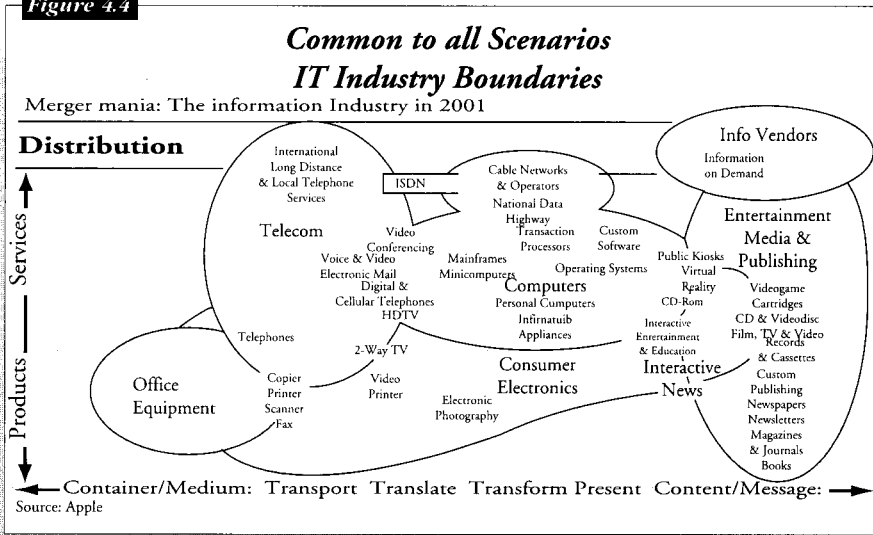 Figure 4.4
Common to all Scenarios
IT Industry Boundaries
Merger mania: The information Industry in 2001
Distribution
Services
Products
International
Long Distance
& Local Telephone
Services
ISDN
Cable Networks
& Operators
National Data
Highway
Info Vendors
Information
on Demand
Telecom
Video
Conferencing
Voice & Video
Electronic Mail
Digital &
Cellular Telephones
HDTV
Mainframes
Minicomputers
Transaction
Processors
Custom
Software
Operating Systems
Computers
Personal Cumputers
Infirnatuib
Appliances
Public Kiosks
Virtual
Reality
CD-Rom
Interactive
Entertainment
& Education
Interactive
News
Entertainment
Media &
Publishing
Videogame
Cartridges
CD & Videodisc
Film, TV & Video
Records
& Cassettes
Custom
Publishing
Newspapers
Newsletters
Magazines
& Journals
Books
Telephones
2-Way TV
Office
Equipment
Copier
Printer
Scanner
Fax
Video
Printer
Consumer
Electronics
Electronic
Photography
Container/Medium: Transport Translate Transform Present Content/Message:
Source: Apple